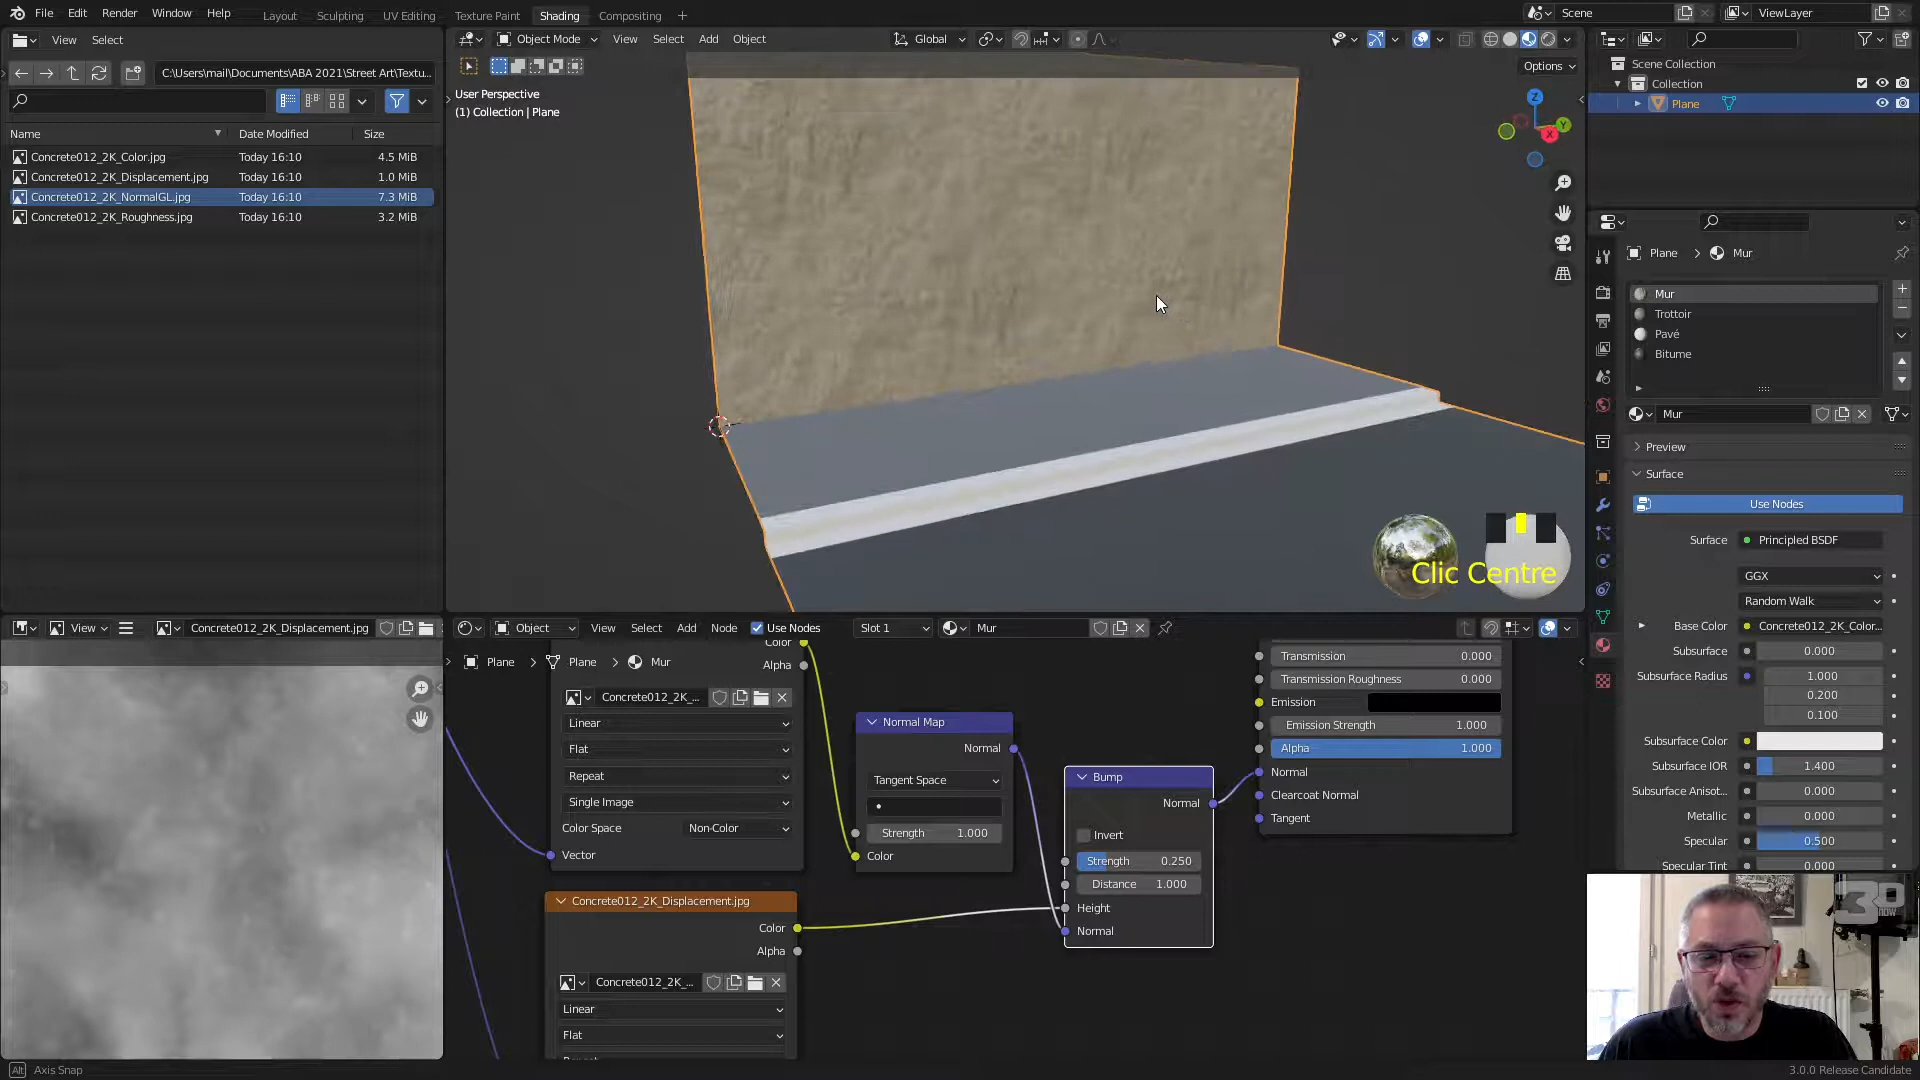 File Edit Render Window Help Layout Sculpting UV Editing Texture Paint Shading Compositing + Scene ViewLayer
View Select
Object Mode View Select Add Object Global
C:\Users\mail\Documents\ABA 2021\Street Art\Textu...
Options
Name Date Modified Size
Concrete012_2K_Color.jpg Today 16:10 4.5 MiB
Concrete012_2K_Displacement.jpg Today 16:10 1.0 MiB
Concrete012_2K_NormalGL.jpg Today 16:10 7.3 MiB
Concrete012_2K_Roughness.jpg Today 16:10 3.2 MiB
User Perspective
(1) Collection | Plane
Z
Y
X
Clic Centre
Scene Collection
Collection
Plane
Plane > Mur
Mur
Trottoir
Pavé
Bitume
Mur
Preview
Surface
Use Nodes
Surface Principled BSDF
GGX
Random Walk
Base Color Concrete012_2K_Color...
Subsurface 0.000
Subsurface Radius 1.000
0.200
0.100
Subsurface Color
Subsurface IOR 1.400
Subsurface Anisot... 0.000
Metallic 0.000
Specular 0.500
Specular Tint 0.000
View Concrete012_2K_Displacement.jpg
Object View Select Add Node Use Nodes Slot 1 Mur
Plane > Plane > Mur
Color
Alpha
Concrete012_2K_...
Linear
Flat
Repeat
Single Image
Color Space Non-Color
Vector
Normal Map
Normal
Tangent Space
Strength 1.000
Color
Bump
Normal
Invert
Strength 0.250
Distance 1.000
Height
Normal
Transmission 0.000
Transmission Roughness 0.000
Emission
Emission Strength 1.000
Alpha 1.000
Normal
Clearcoat Normal
Tangent
Concrete012_2K_Displacement.jpg
Color
Alpha
Concrete012_2K_...
Linear
Flat
Alt Axis Snap
3.0.0 Release Candidate